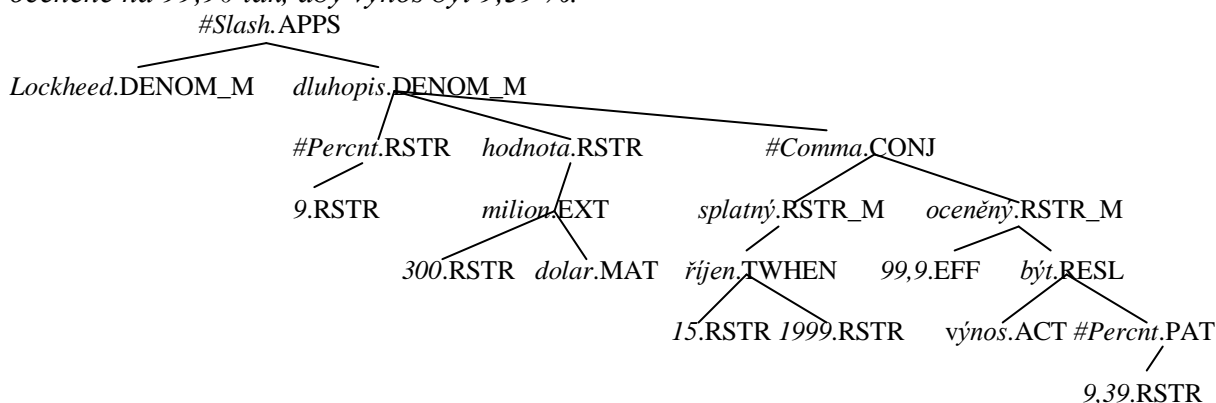 oceněné na 99,90 tak, aby výnos byl 9,39 %.
#Slash.APPS
Lockheed.DENOM_M dluhopis.DENOM_M
#Percnt.RSTR hodnota.RSTR #Comma.CONJ
9.RSTR milion.EXT splatný.RSTR_M oceněný.RSTR_M
300.RSTR dolar.MAT říjen.TWHEN 99,9.EFF být.RESL
15.RSTR 1999.RSTR výnos.ACT #Percnt.PAT
9,39.RSTR